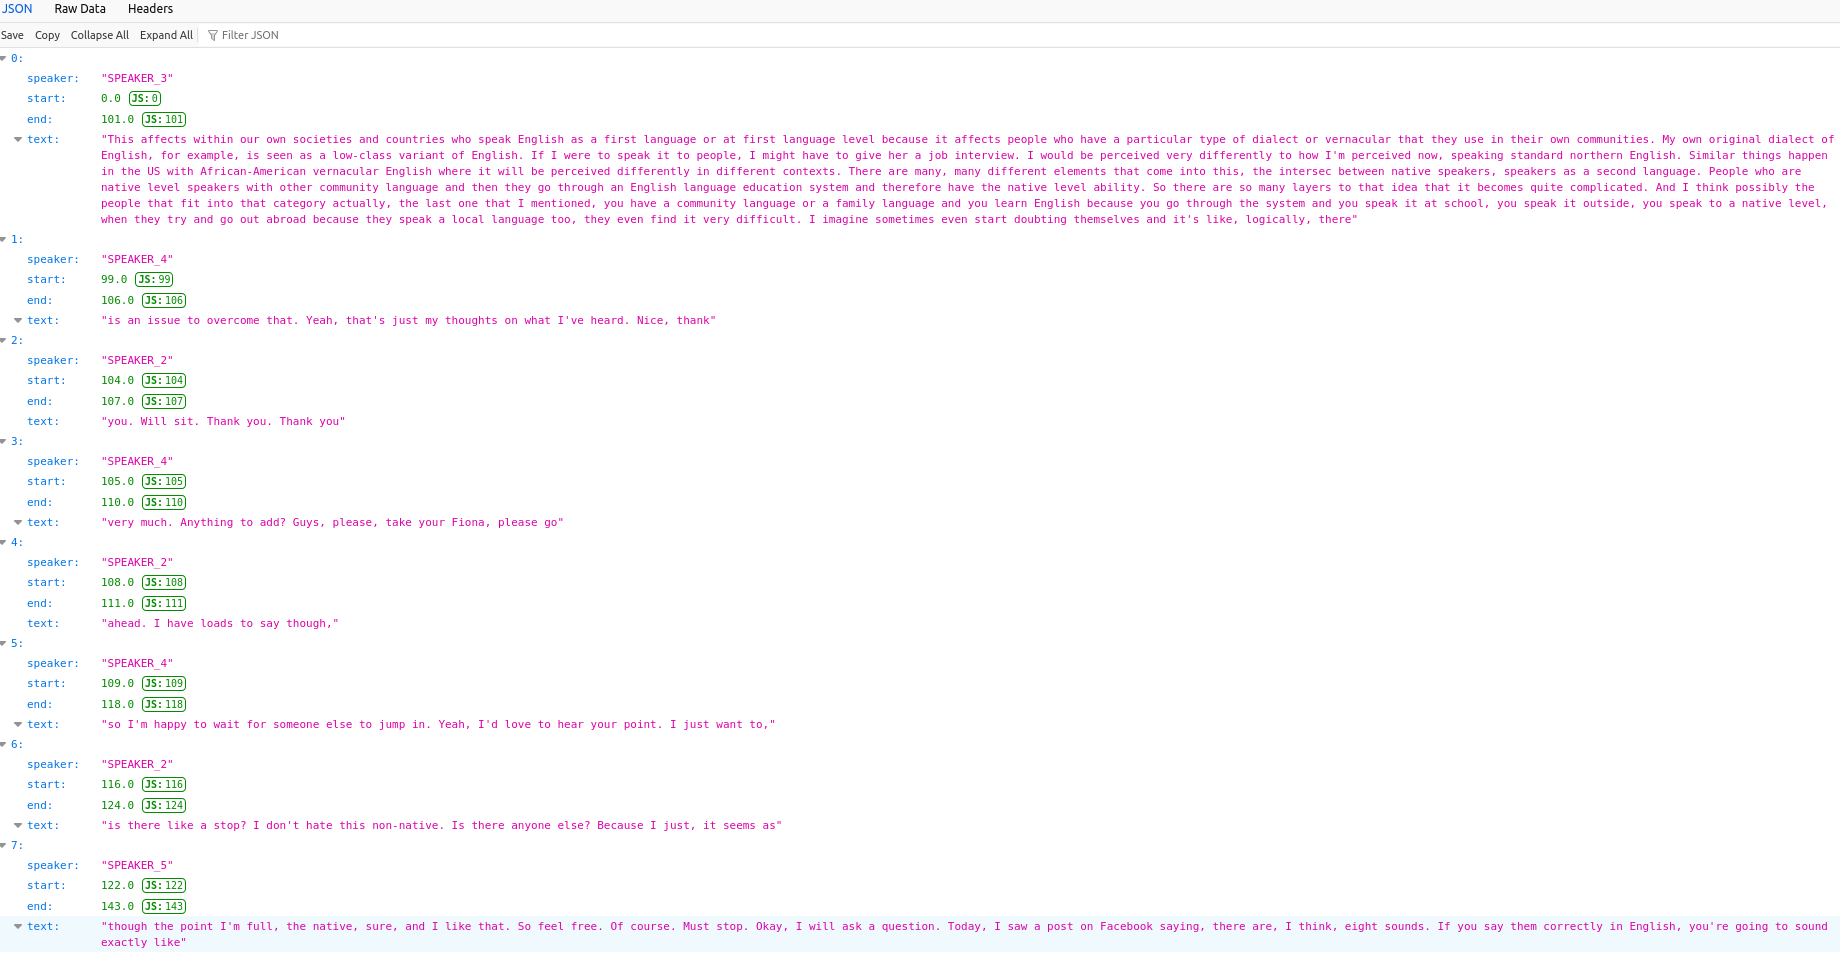 JSON Raw Data Headers
Save Copy Collapse All Expand All Filter JSON
0:
speaker: "SPEAKER_3"
start: 0.0 JS:0
end: 101.0 JS:101
text: "This affects within our own societies and countries who speak English as a first language or at first language level because it affects people who have a particular type of dialect or vernacular that they use in their own communities. My own original dialect of
English, for example, is seen as a low-class variant of English. If I were to speak it to people, I might have to give her a job interview. I would be perceived very differently to how I'm perceived now, speaking standard northern English. Similar things happen
in the US with African-American vernacular English where it will be perceived differently in different contexts. There are many, many different elements that come into this, the intersec between native speakers, speakers as a second language. People who are
native level speakers with other community language and then they go through an English language education system and therefore have the native level ability. So there are so many layers to that idea that it becomes quite complicated. And I think possibly the
people that fit into that category actually, the last one that I mentioned, you have a community language or a family language and you learn English because you go through the system and you speak it at school, you speak it outside, you speak to a native level,
when they try and go out abroad because they speak a local language too, they even find it very difficult. I imagine sometimes even start doubting themselves and it's like, logically, there"
1:
speaker: "SPEAKER_4"
start: 99.0 JS:99
end: 106.0 JS:106
text: "is an issue to overcome that. Yeah, that's just my thoughts on what I've heard. Nice, thank"
2:
speaker: "SPEAKER_2"
start: 104.0 JS:104
end: 107.0 JS:107
text: "you. Will sit. Thank you. Thank you"
3:
speaker: "SPEAKER_4"
start: 105.0 JS:105
end: 110.0 JS:110
text: "very much. Anything to add? Guys, please, take your Fiona, please go"
4:
speaker: "SPEAKER_2"
start: 108.0 JS:108
end: 111.0 JS:111
text: "ahead. I have loads to say though,"
5:
speaker: "SPEAKER_4"
start: 109.0 JS:109
end: 118.0 JS:118
text: "so I'm happy to wait for someone else to jump in. Yeah, I'd love to hear your point. I just want to,"
6:
speaker: "SPEAKER_2"
start: 116.0 JS:116
end: 124.0 JS:124
text: "is there like a stop? I don't hate this non-native. Is there anyone else? Because I just, it seems as"
7:
speaker: "SPEAKER_5"
start: 122.0 JS:122
end: 143.0 JS:143
text: "though the point I'm full, the native, sure, and I like that. So feel free. Of course. Must stop. Okay, I will ask a question. Today, I saw a post on Facebook saying, there are, I think, eight sounds. If you say them correctly in English, you're going to sound
exactly like"